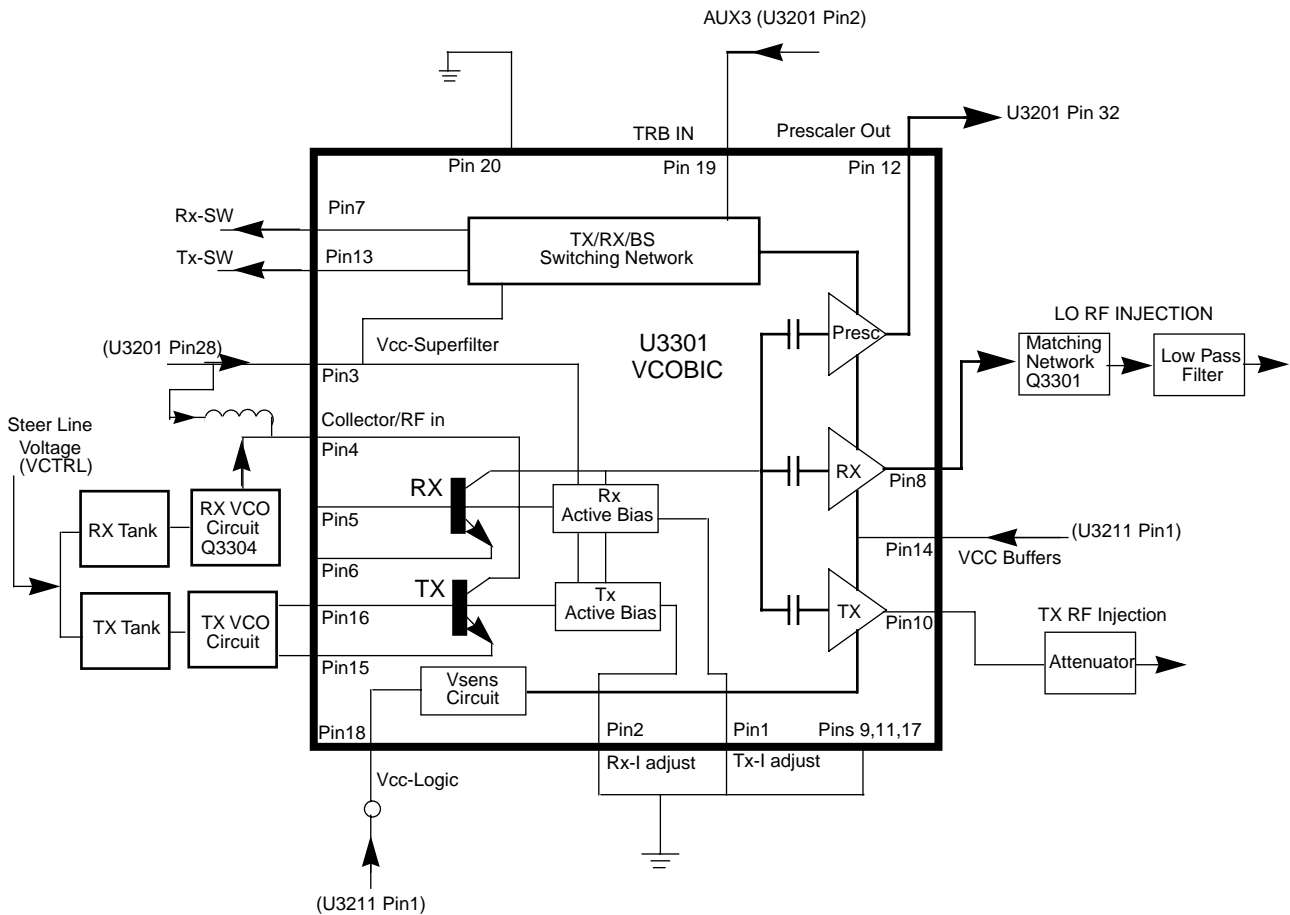 AUX3 (U3201 Pin2)
U3201 Pin 32
TRB IN
Prescaler Out
Pin 20
Pin 19
Pin 12
Rx-SW
Pin7
Tx-SW
Pin13
TX/RX/BS
Switching Network
Presc
U3301
VCOBIC
LO RF INJECTION
Matching
Network
Q3301
Low Pass
Filter
(U3201 Pin28)
Vcc-Superfilter
Pin3
Steer Line
Voltage
(VCTRL)
Collector/RF in
Pin4
RX
Rx
Active Bias
RX
Pin8
RX Tank
RX VCO
Circuit
Q3304
Pin5
Pin6
(U3211 Pin1)
Pin14
VCC Buffers
TX
Tx
Active Bias
TX
Pin10
TX Tank
TX VCO
Circuit
Pin16
Pin15
TX RF Injection
Attenuator
Vsens
Circuit
Pin18
Pin2
Pin1
Pins 9,11,17
Rx-I adjust
Tx-I adjust
Vcc-Logic
(U3211 Pin1)